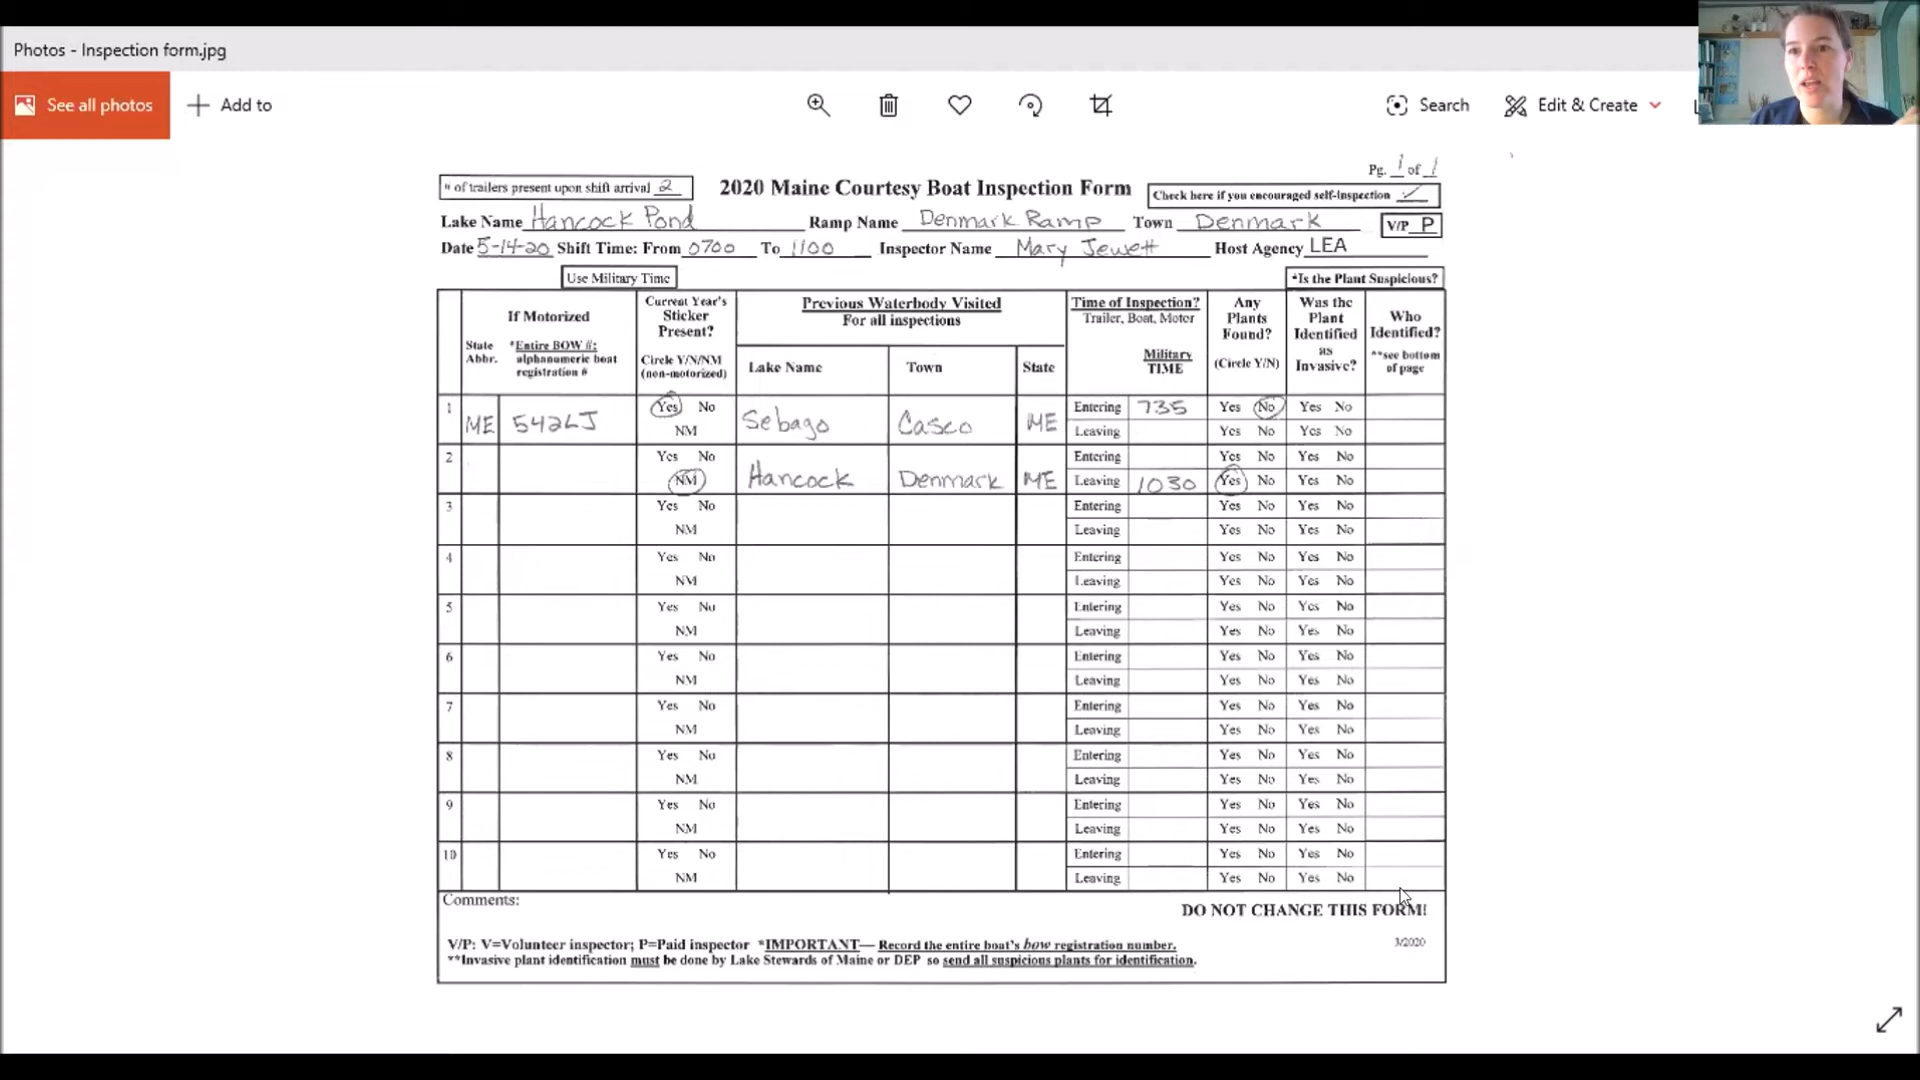 Photos - Inspection form.jpg
See all photos
Add to
Search
Edit & Create
Pg. 1 of 1
# of trailers present upon shift arrival 2
2020 Maine Courtesy Boat Inspection Form
Check here if you encouraged self-inspection ✓
Lake Name Hancock Pond Ramp Name Denmark Ramp Town Denmark V/P P
Date 5-14-20 Shift Time: From 0700 To 1100 Inspector Name Mary Jewett Host Agency LEA
Use Military Time
*Is the Plant Suspicious?
If Motorized
State Abbr.
*Entire BOW #: alphanumeric boat registration #
Current Year's Sticker Present?
Circle Y/N/NM (non-motorized)
Previous Waterbody Visited
For all inspections
Lake Name Town State
Time of Inspection?
Trailer, Boat, Motor
Military TIME
Any Plants Found?
(Circle Y/N)
Was the Plant Identified as Invasive?
Who Identified?
**see bottom of page
1 ME 542LJ Yes No Sebago Casco ME Entering 735 Yes No Yes No
NM Leaving Yes No Yes No
2 Yes No Entering Yes No Yes No
NM Hancock Denmark ME Leaving 1030 Yes No Yes No
3 Yes No Entering Yes No Yes No
NM Leaving Yes No Yes No
4 Yes No Entering Yes No Yes No
NM Leaving Yes No Yes No
5 Yes No Entering Yes No Yes No
NM Leaving Yes No Yes No
6 Yes No Entering Yes No Yes No
NM Leaving Yes No Yes No
7 Yes No Entering Yes No Yes No
NM Leaving Yes No Yes No
8 Yes No Entering Yes No Yes No
NM Leaving Yes No Yes No
9 Yes No Entering Yes No Yes No
NM Leaving Yes No Yes No
10 Yes No Entering Yes No Yes No
NM Leaving Yes No Yes No
Comments:
DO NOT CHANGE THIS FORM!
V/P: V=Volunteer inspector; P=Paid inspector *IMPORTANT— Record the entire boat's bow registration number.
3/2020
**Invasive plant identification must be done by Lake Stewards of Maine or DEP so send all suspicious plants for identification.